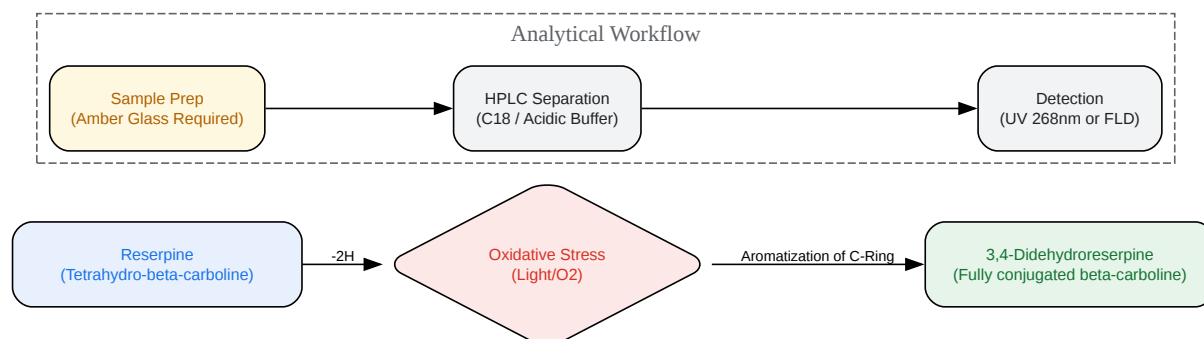 Analytical Workflow
Sample Prep
(Amber Glass Required)
HPLC Separation
(C18 / Acidic Buffer)
Detection
(UV 268nm or FLD)
Reserpine
(Tetrahydro-beta-carboline)
-2H
Oxidative Stress
(Light/O2)
Aromatization of C-Ring
3,4-Didehydroreserpine
(Fully conjugated beta-carboline)